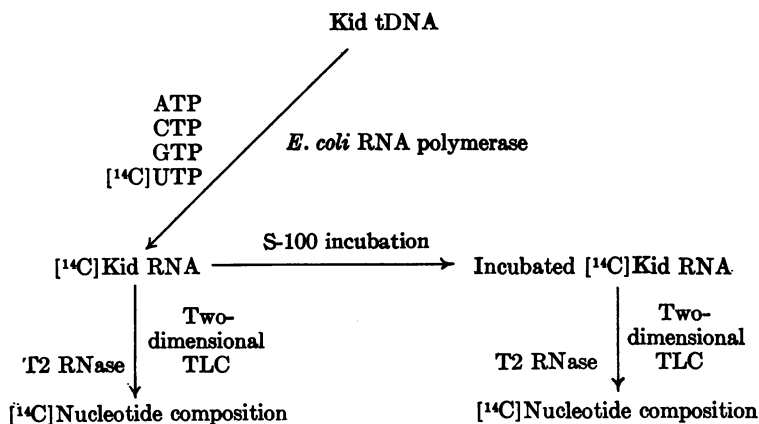 Kid tDNA
ATP
CTP
GTP
[¹⁴C]UTP
E. coli RNA polymerase
S-100 incubation
[¹⁴C]Kid RNA
Incubated [¹⁴C]Kid RNA
T2 RNase
Two-
dimensional
TLC
T2 RNase
Two-
dimensional
TLC
[¹⁴C]Nucleotide composition
[¹⁴C]Nucleotide composition